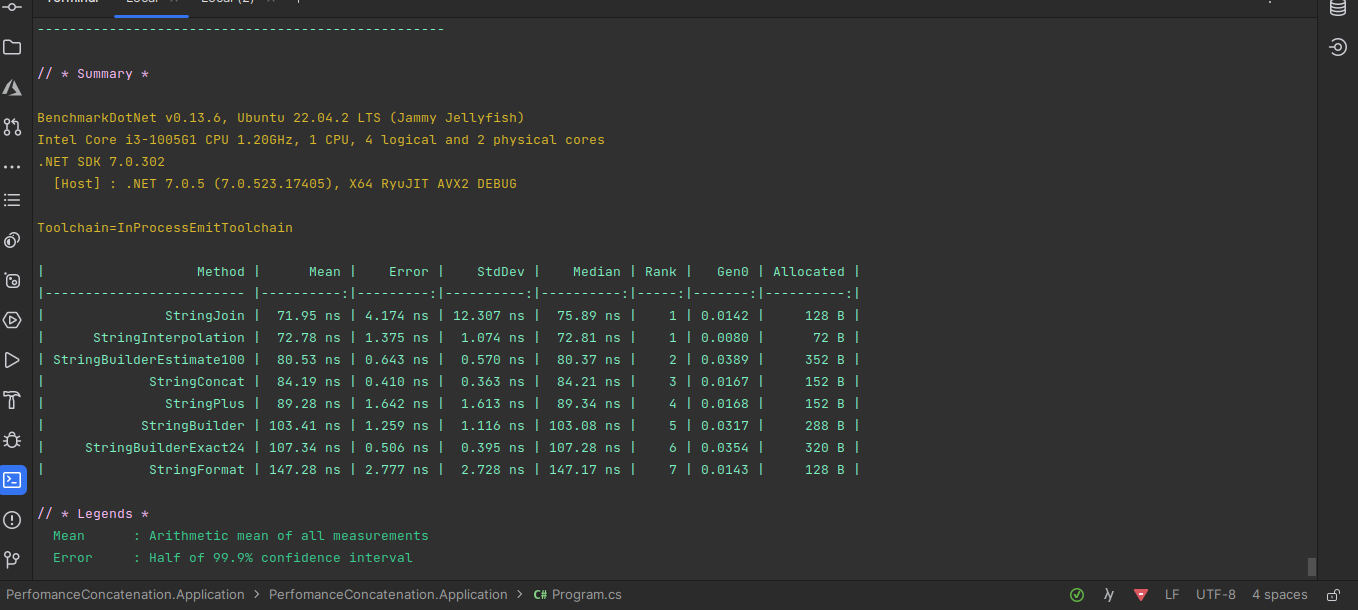 Terminal Local × Local (2) × +
---------------------------------------------------
// * Summary *
BenchmarkDotNet v0.13.6, Ubuntu 22.04.2 LTS (Jammy Jellyfish)
Intel Core i3-1005G1 CPU 1.20GHz, 1 CPU, 4 logical and 2 physical cores
.NET SDK 7.0.302
  [Host] : .NET 7.0.5 (7.0.523.17405), X64 RyuJIT AVX2 DEBUG
Toolchain=InProcessEmitToolchain
|                   Method |      Mean |    Error |    StdDev |    Median | Rank |   Gen0 | Allocated |
|------------------------- |----------:|---------:|----------:|----------:|-----:|-------:|----------:|
|               StringJoin |  71.95 ns | 4.174 ns | 12.307 ns |  75.89 ns |    1 | 0.0142 |     128 B |
|      StringInterpolation |  72.78 ns | 1.375 ns |  1.074 ns |  72.81 ns |    1 | 0.0080 |      72 B |
| StringBuilderEstimate100 |  80.53 ns | 0.643 ns |  0.570 ns |  80.37 ns |    2 | 0.0389 |     352 B |
|             StringConcat |  84.19 ns | 0.410 ns |  0.363 ns |  84.21 ns |    3 | 0.0167 |     152 B |
|               StringPlus |  89.28 ns | 1.642 ns |  1.613 ns |  89.34 ns |    4 | 0.0168 |     152 B |
|            StringBuilder | 103.41 ns | 1.259 ns |  1.116 ns | 103.08 ns |    5 | 0.0317 |     288 B |
|     StringBuilderExact24 | 107.34 ns | 0.506 ns |  0.395 ns | 107.28 ns |    6 | 0.0354 |     320 B |
|             StringFormat | 147.28 ns | 2.777 ns |  2.728 ns | 147.17 ns |    7 | 0.0143 |     128 B |
// * Legends *
  Mean      : Arithmetic mean of all measurements
  Error     : Half of 99.9% confidence interval
PerfomanceConcatenation.Application > PerfomanceConcatenation.Application > C# Program.cs LF UTF-8 4 spaces